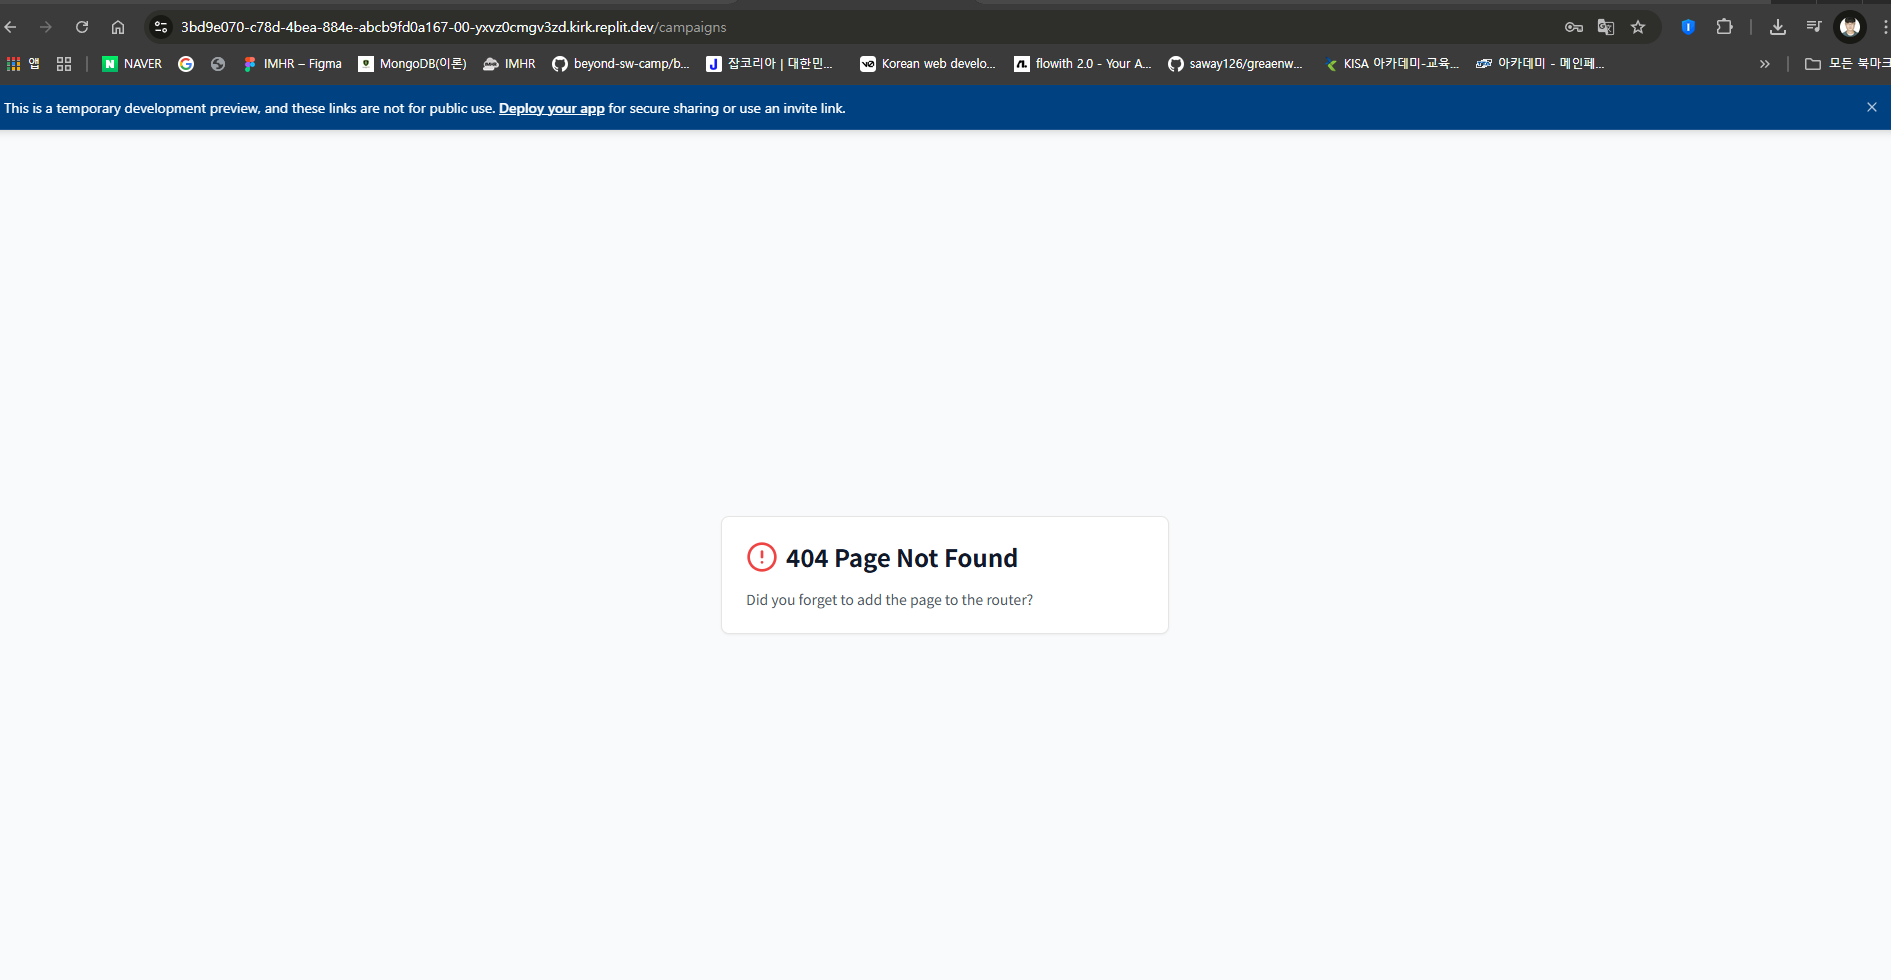 3bd9e070-c78d-4bea-884e-abcb9fd0a167-00-yxvz0cmgv3zd.kirk.replit.dev/campaigns
앱 NAVER IMHR – Figma MongoDB(이론) IMHR beyond-sw-camp/b... 잡코리아 | 대한민... Korean web develo... flowith 2.0 - Your A... saway126/greaenw... KISA 아카데미-교육... 아카데미 - 메인페... » 모든 북마크
This is a temporary development preview, and these links are not for public use. Deploy your app for secure sharing or use an invite link.
404 Page Not Found
Did you forget to add the page to the router?